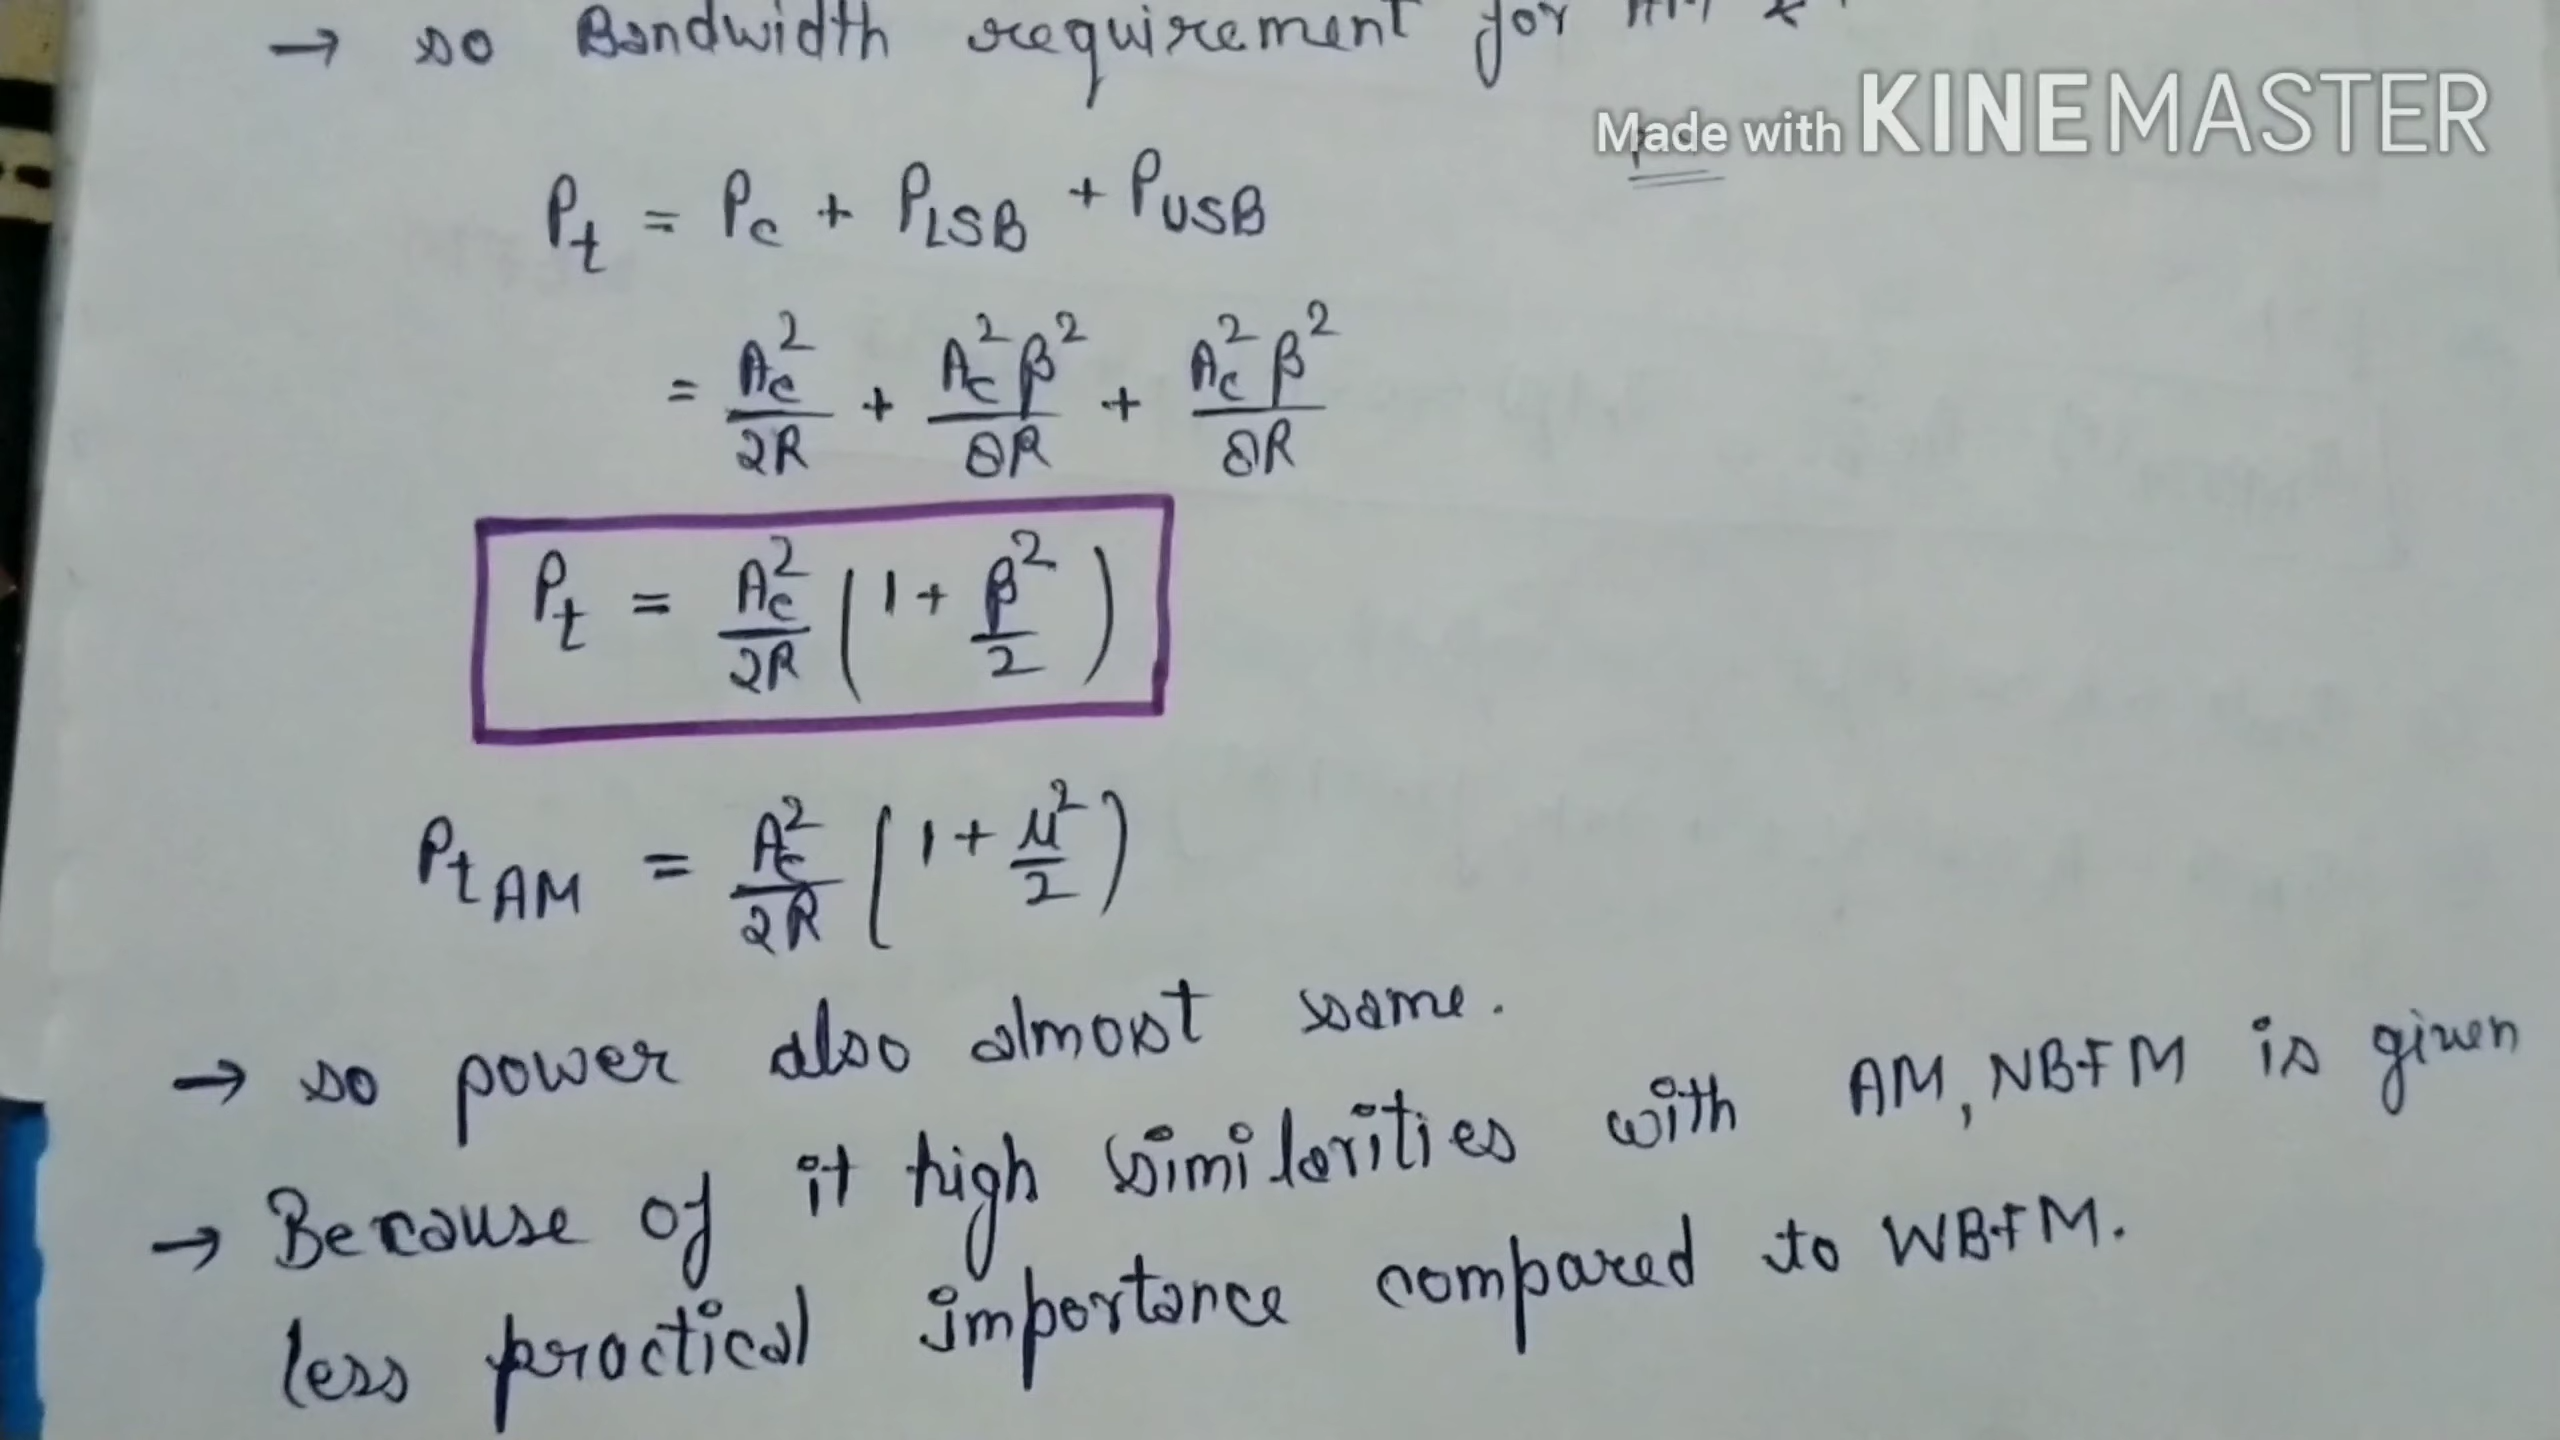 → so Bandwidth requirement for
Made with KINEMASTER
Pt = Pc + PLSB + PUSB
= Ac²/2R + Ac²β²/8R + Ac²β²/8R
Pt = Ac²/2R (1 + β²/2)
PtAM = Ac²/2R (1 + μ²/2)
→ so power also almost same.
→ Because of it high similarities with AM, NBFM is given
less practical importance compared to WBFM.